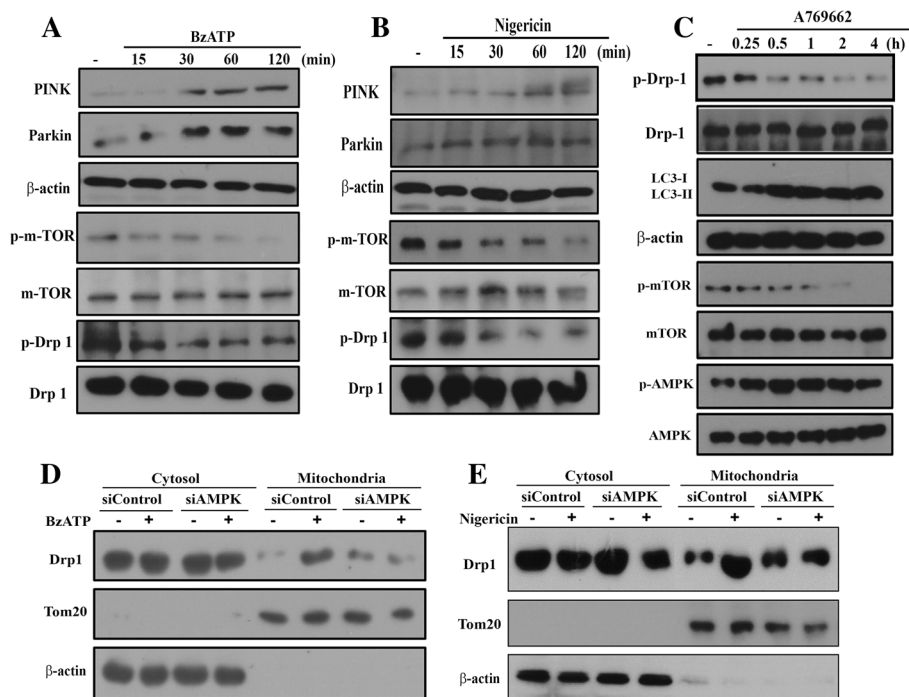 A
BzATP
- 15 30 60 120 (min)
PINK
Parkin
β-actin
p-m-TOR
m-TOR
p-Drp 1
Drp 1
B
Nigericin
- 15 30 60 120 (min)
PINK
Parkin
β-actin
p-m-TOR
m-TOR
p-Drp 1
Drp 1
C
A769662
- 0.25 0.5 1 2 4 (h)
p-Drp-1
Drp-1
LC3-I
LC3-II
β-actin
p-mTOR
mTOR
p-AMPK
AMPK
D
Cytosol Mitochondria
siControl siAMPK siControl siAMPK
BzATP - + - + - + - +
Drp1
Tom20
β-actin
E
Cytosol Mitochondria
siControl siAMPK siControl siAMPK
Nigericin - + - + - + - +
Drp1
Tom20
β-actin